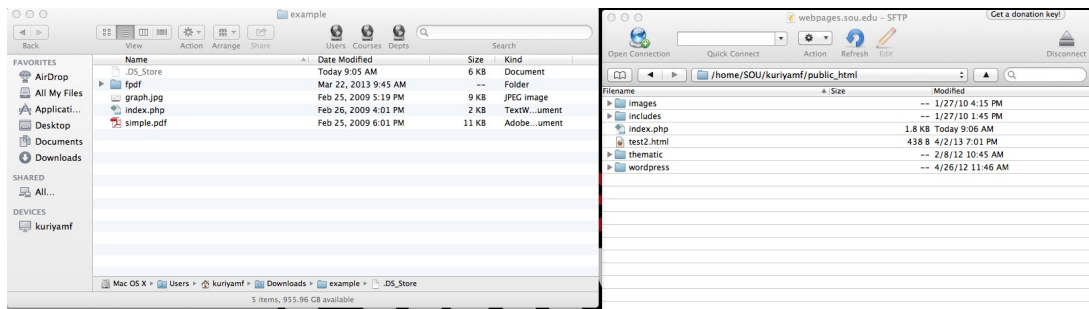 example
Back
View
Action
Arrange
Share
Users
Courses
Depts
Search
FAVORITES
AirDrop
All My Files
Applicati...
Desktop
Documents
Downloads
SHARED
All...
DEVICES
kuriyamf
Name Date Modified Size Kind
.DS_Store Today 9:05 AM 6 KB Document
fpdf Mar 22, 2013 9:45 AM -- Folder
graph.jpg Feb 25, 2009 5:19 PM 9 KB JPEG image
index.php Feb 26, 2009 4:01 PM 2 KB TextW...ument
simple.pdf Feb 25, 2009 6:01 PM 11 KB Adobe...ument
Mac OS X Users kuriyamf Downloads example .DS_Store
5 items, 955.96 GB available
webpages.sou.edu – SFTP
Get a donation key!
Open Connection
Quick Connect
Action
Refresh
Edit
Disconnect
/home/SOU/kuriyamf/public_html
Filename Size Modified
images -- 1/27/10 4:15 PM
includes -- 1/27/10 1:45 PM
index.php 1.8 KB Today 9:06 AM
test2.html 438 B 4/2/13 7:01 PM
thematic -- 2/8/12 10:45 AM
wordpress -- 4/26/12 11:46 AM